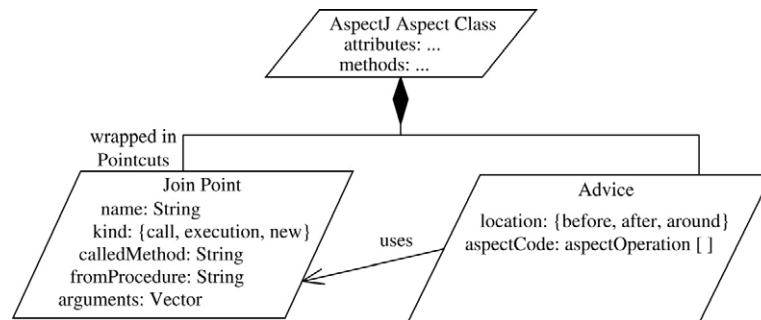 AspectJ Aspect Class
attributes: ...
methods: ...
wrapped in
Pointcuts
Join Point
name: String
kind: {call, execution, new}
calledMethod: String
fromProcedure: String
arguments: Vector
uses
Advice
location: {before, after, around}
aspectCode: aspectOperation [ ]